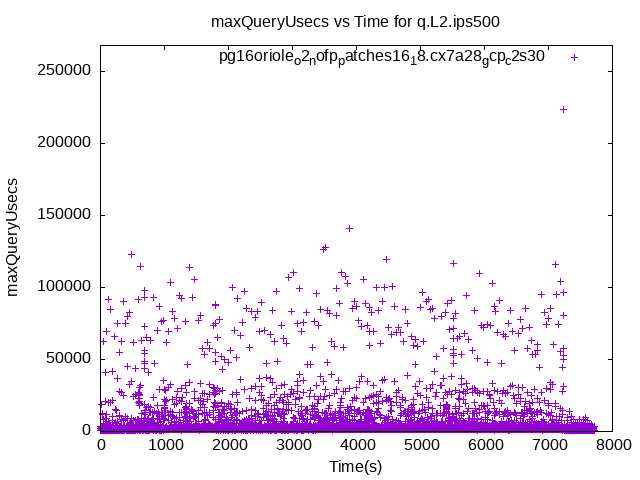 maxQueryUsecs vs Time for q.L2.ips500
pg16oriole_o2_nofp_patches16_18.cx7a28_gcp_c2s30
250000
200000
150000
100000
50000
0
maxQueryUsecs
0 1000 2000 3000 4000 5000 6000 7000 8000
Time(s)